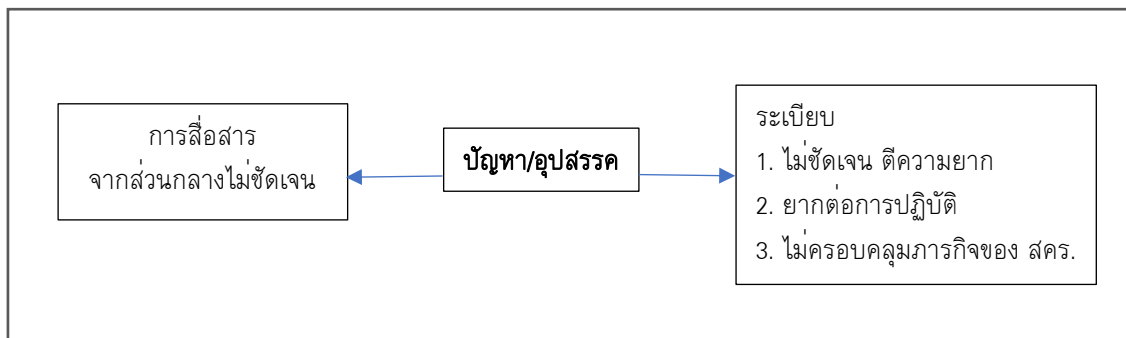 การสื่อสาร
จากส่วนกลางไม่ชัดเจน
ปัญหา/อุปสรรค
ระเบียบ
1. ไม่ชัดเจน ตีความยาก
2. ยากต่อการปฏิบัติ
3. ไม่ครอบคลุมภารกิจของ สคร.